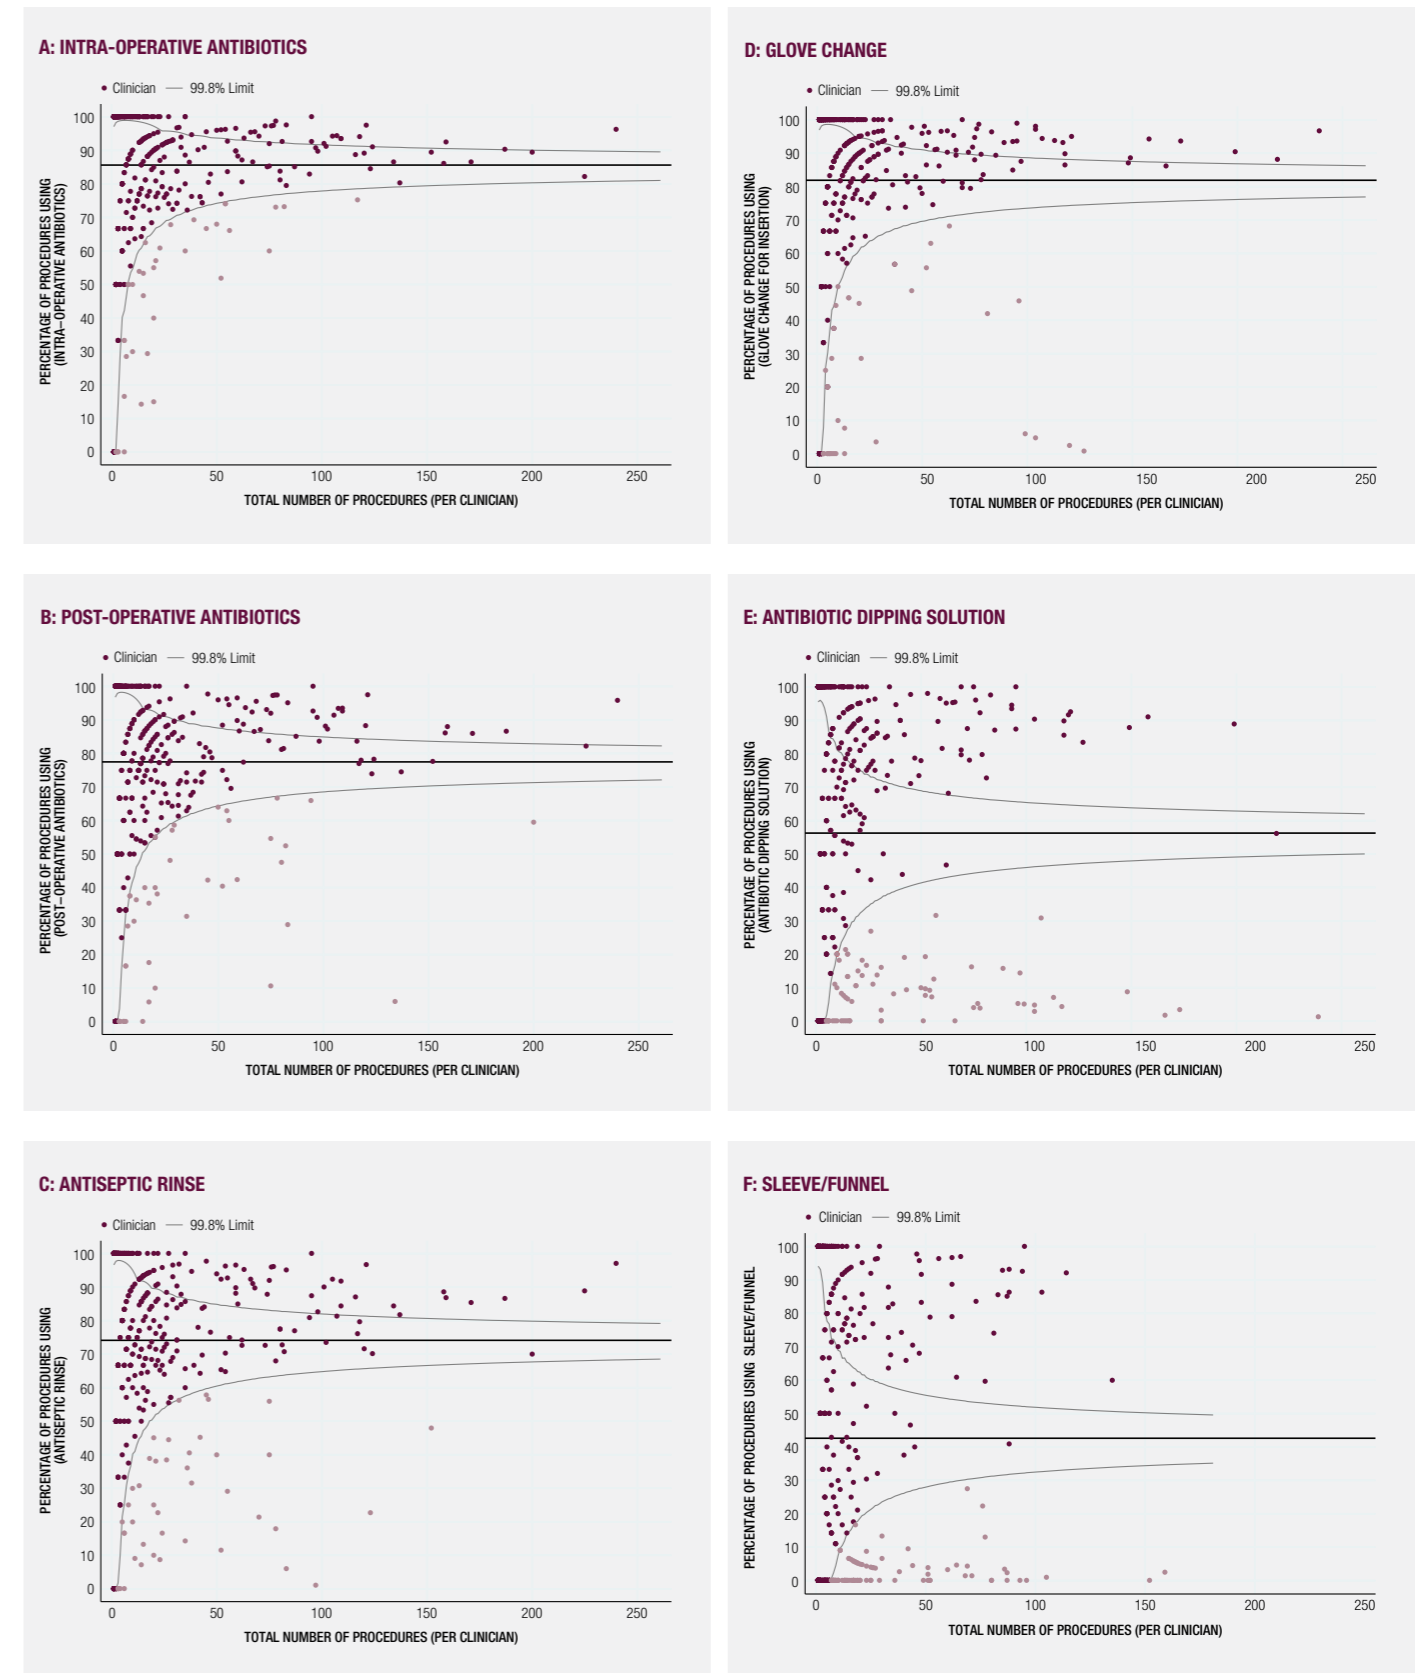 A: INTRA-OPERATIVE ANTIBIOTICS
Clinician 99.8% Limit
100
90
80
70
60
50
40
30
20
10
0
PERCENTAGE OF PROCEDURES USING
(INTRA–OPERATIVE ANTIBIOTICS)
0 50 100 150 200 250
TOTAL NUMBER OF PROCEDURES (PER CLINICIAN)
B: POST-OPERATIVE ANTIBIOTICS
Clinician 99.8% Limit
100
90
80
70
60
50
40
30
20
10
0
PERCENTAGE OF PROCEDURES USING
(POST–OPERATIVE ANTIBIOTICS)
0 50 100 150 200 250
TOTAL NUMBER OF PROCEDURES (PER CLINICIAN)
C: ANTISEPTIC RINSE
Clinician 99.8% Limit
100
90
80
70
60
50
40
30
20
10
0
PERCENTAGE OF PROCEDURES USING
(ANTISEPTIC RINSE)
0 50 100 150 200 250
TOTAL NUMBER OF PROCEDURES (PER CLINICIAN)
D: GLOVE CHANGE
Clinician 99.8% Limit
100
90
80
70
60
50
40
30
20
10
0
PERCENTAGE OF PROCEDURES USING
(GLOVE CHANGE FOR INSERTION)
0 50 100 150 200 250
TOTAL NUMBER OF PROCEDURES (PER CLINICIAN)
E: ANTIBIOTIC DIPPING SOLUTION
Clinician 99.8% Limit
100
90
80
70
60
50
40
30
20
10
0
PERCENTAGE OF PROCEDURES USING
(ANTIBIOTIC DIPPING SOLUTION)
0 50 100 150 200 250
TOTAL NUMBER OF PROCEDURES (PER CLINICIAN)
F: SLEEVE/FUNNEL
Clinician 99.8% Limit
100
90
80
70
60
50
40
30
20
10
0
PERCENTAGE OF PROCEDURES USING SLEEVE/FUNNEL
0 50 100 150 200 250
TOTAL NUMBER OF PROCEDURES (PER CLINICIAN)